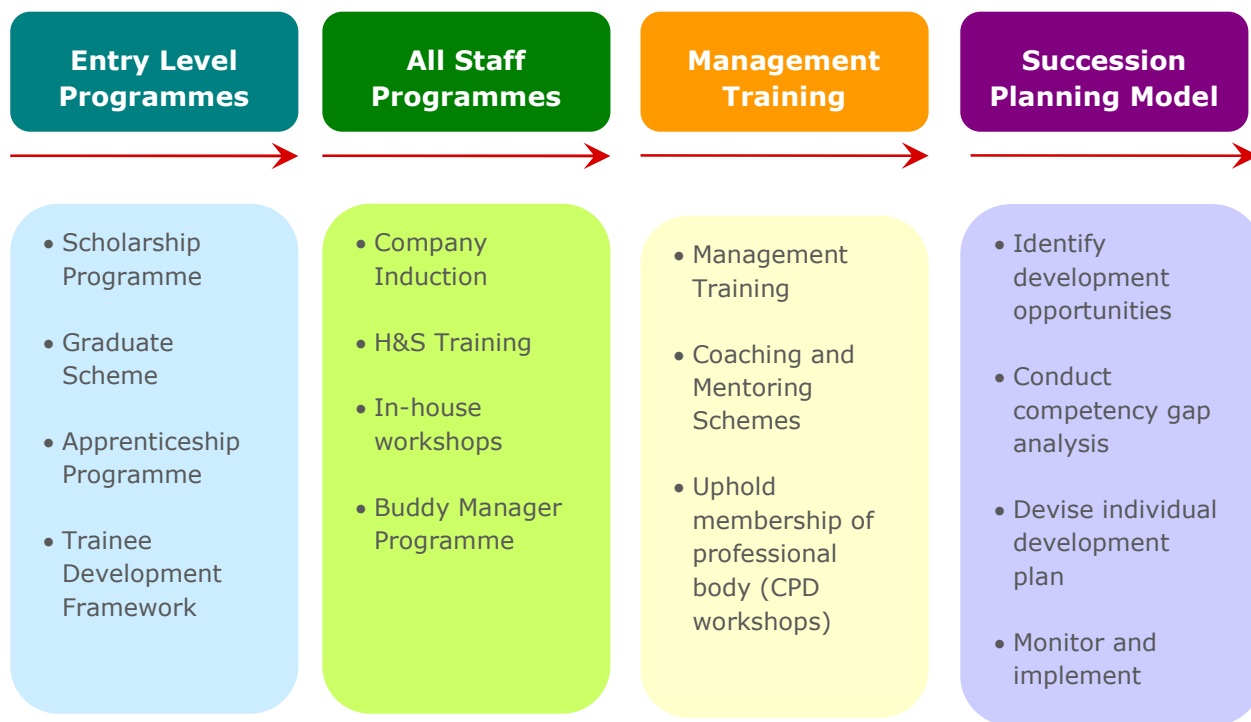 Entry Level
Programmes
• Scholarship
Programme
• Graduate
Scheme
• Apprenticeship
Programme
• Trainee
Development
Framework
All Staff
Programmes
• Company
Induction
• H&S Training
• In-house
workshops
• Buddy Manager
Programme
Management
Training
• Management
Training
• Coaching and
Mentoring
Schemes
• Uphold
membership of
professional
body (CPD
workshops)
Succession
Planning Model
• Identify
development
opportunities
• Conduct
competency gap
analysis
• Devise individual
development
plan
• Monitor and
implement